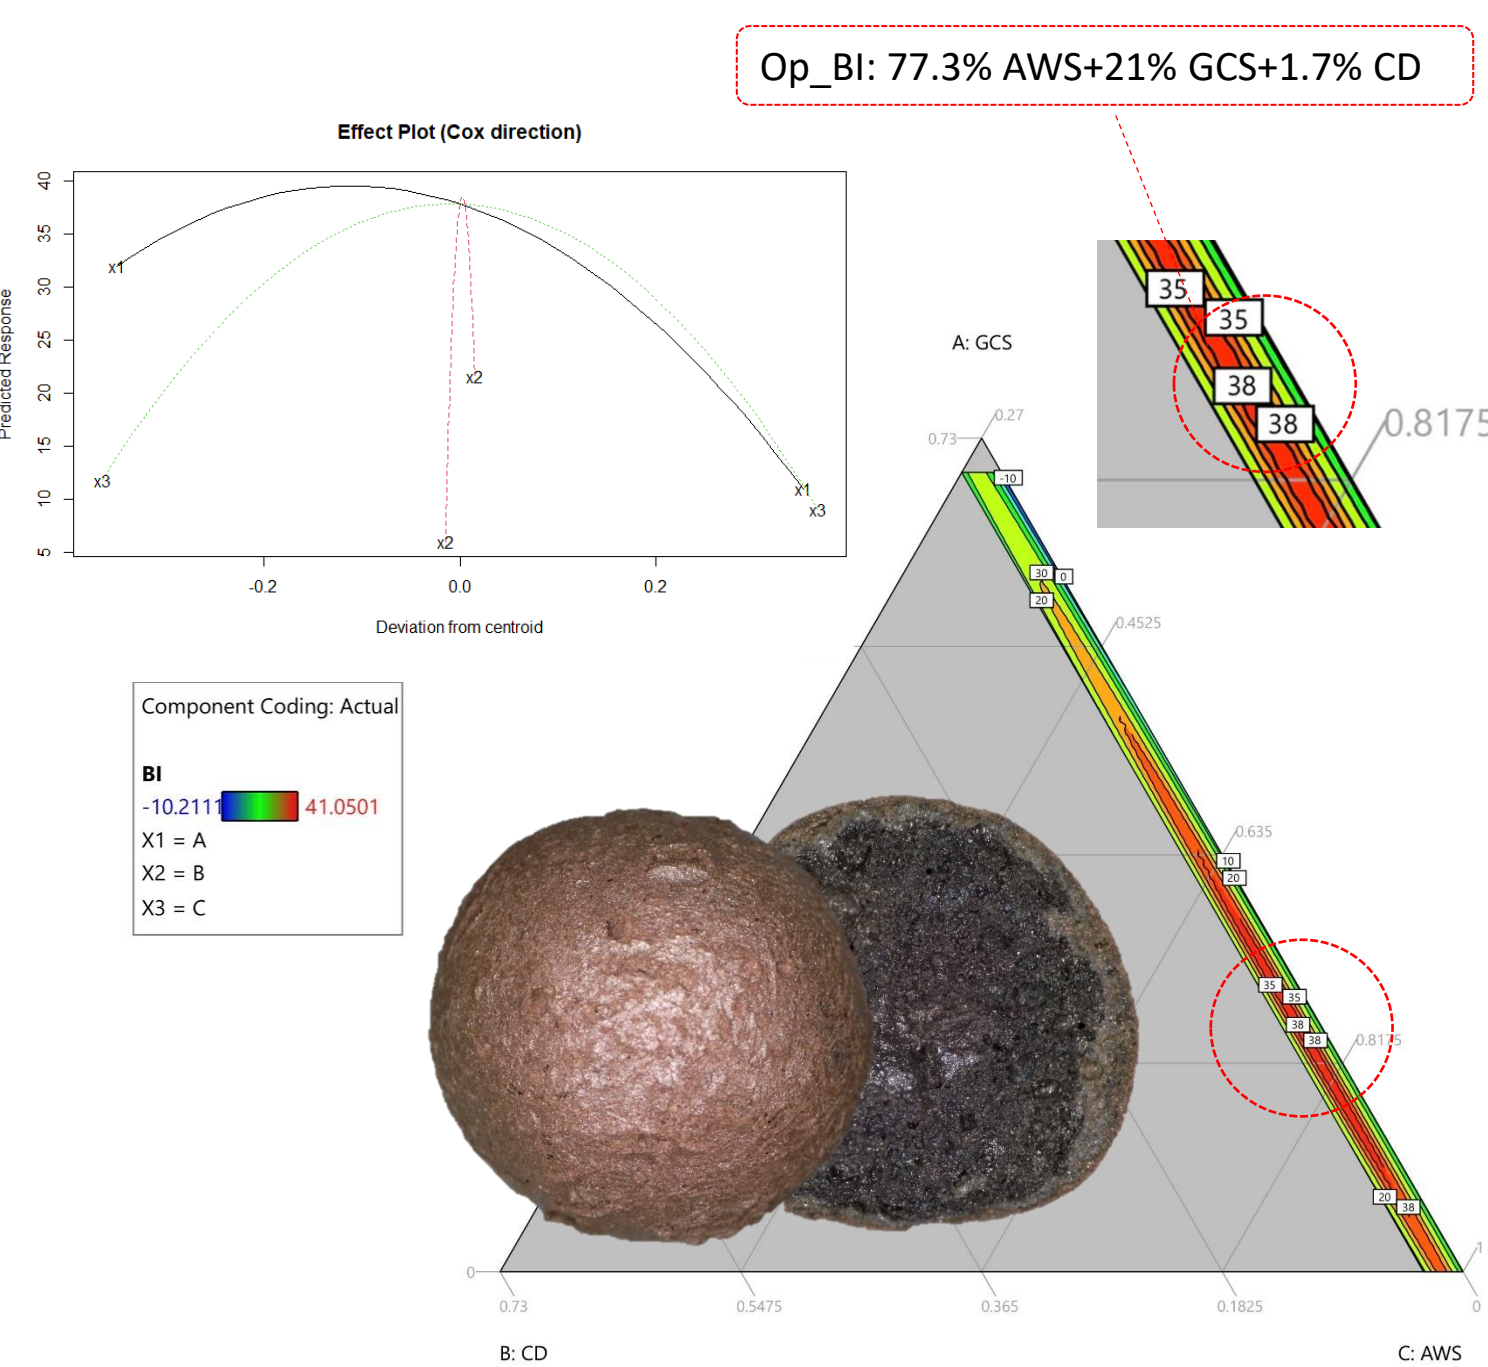 Op_BI: 77.3% AWS+21% GCS+1.7% CD
Effect Plot (Cox direction)
Predicted Response
40
35
30
25
20
15
10
5
x1
x3
x2
x2
x1
x3
-0.2
0.0
0.2
Deviation from centroid
35
35
38
38
0.8175
A: GCS
0.27
0.73
-10
30
0
20
0.4525
0.635
10
20
35
35
38
38
0.8175
20
38
1
0
0.73
0.5475
0.365
0.1825
0
B: CD
C: AWS
Component Coding: Actual
BI
-10.2111
41.0501
X1 = A
X2 = B
X3 = C